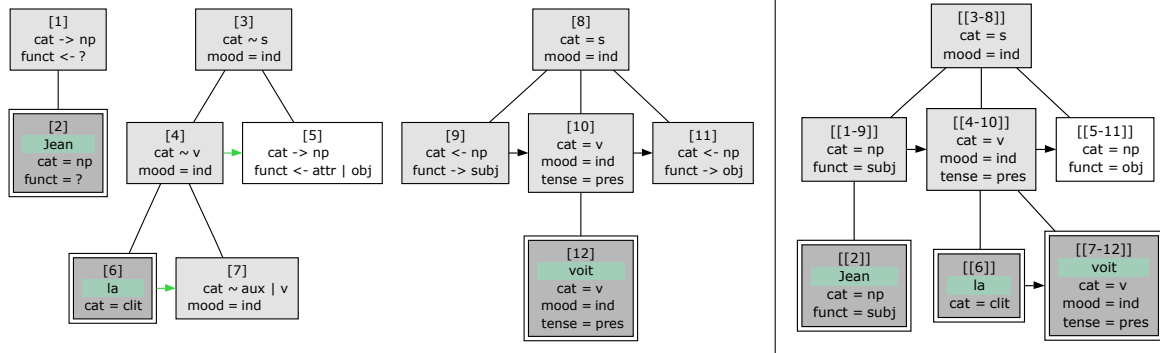 [1]
cat -> np
funct <- ?
[2]
Jean
cat = np
funct = ?
[3]
cat ~ s
mood = ind
[4]
cat ~ v
mood = ind
[5]
cat -> np
funct <- attr | obj
[6]
la
cat = clit
[7]
cat ~ aux | v
mood = ind
[8]
cat = s
mood = ind
[9]
cat <- np
funct -> subj
[10]
cat = v
mood = ind
tense = pres
[11]
cat <- np
funct -> obj
[12]
voit
cat = v
mood = ind
tense = pres
[[3-8]]
cat = s
mood = ind
[[1-9]]
cat = np
funct = subj
[[4-10]]
cat = v
mood = ind
tense = pres
[[5-11]]
cat = np
funct = obj
[[2]]
Jean
cat = np
funct = subj
[[6]]
la
cat = clit
[[7-12]]
voit
cat = v
mood = ind
tense = pres